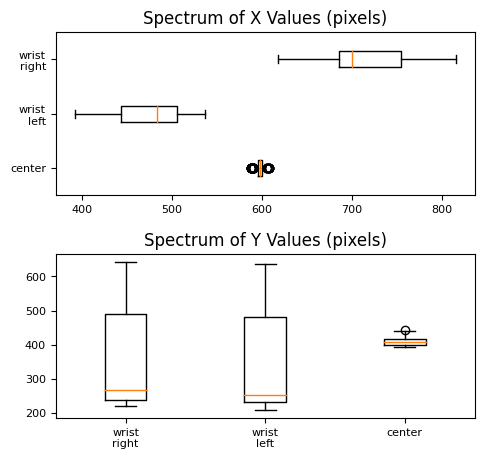 Spectrum of X Values (pixels)
wrist
right
wrist
left
center
400 500 600 700 800
Spectrum of Y Values (pixels)
600
500
400
300
200
wrist
right
wrist
left
center